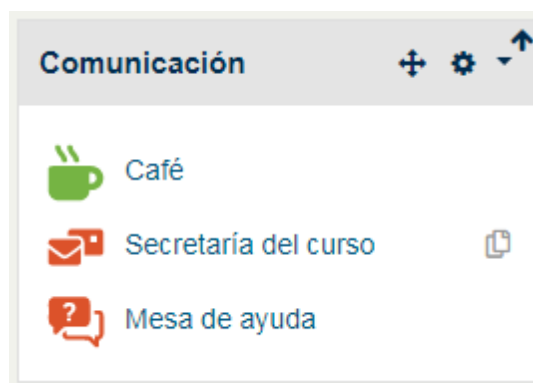 Comunicación
Café
Secretaría del curso
Mesa de ayuda